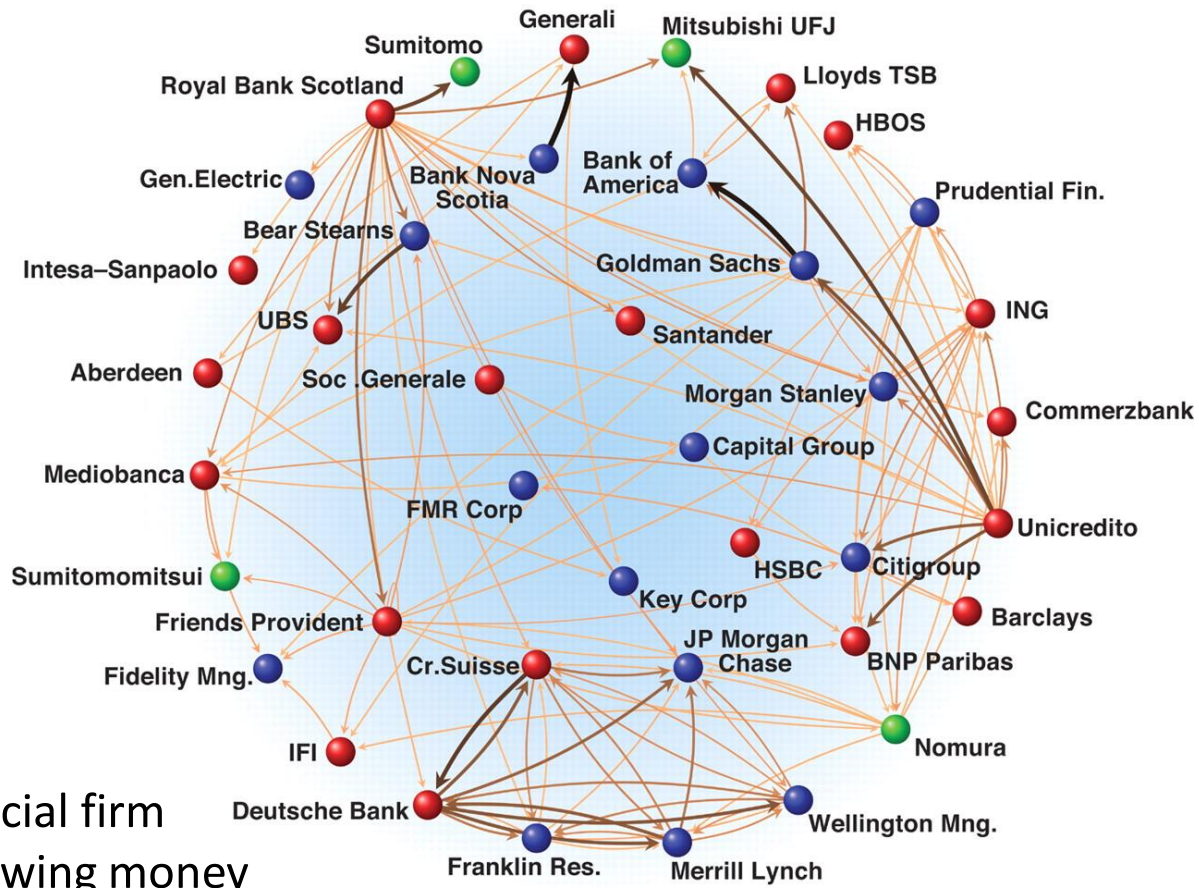 Generali
Mitsubishi UFJ
Sumitomo
Lloyds TSB
Royal Bank Scotland
HBOS
Bank Nova
Scotia
Bank of
America
Gen.Electric
Prudential Fin.
Bear Stearns
Goldman Sachs
Intesa–Sanpaolo
UBS
Santander
ING
Aberdeen
Soc .Generale
Morgan Stanley
Commerzbank
Capital Group
Mediobanca
FMR Corp
Unicredito
HSBC
Citigroup
Sumitomomitsui
Key Corp
Barclays
Friends Provident
JP Morgan
Chase
BNP Paribas
Cr.Suisse
Fidelity Mng.
Nomura
IFI
Deutsche Bank
Wellington Mng.
Franklin Res.
Merrill Lynch
cial firm
wing money